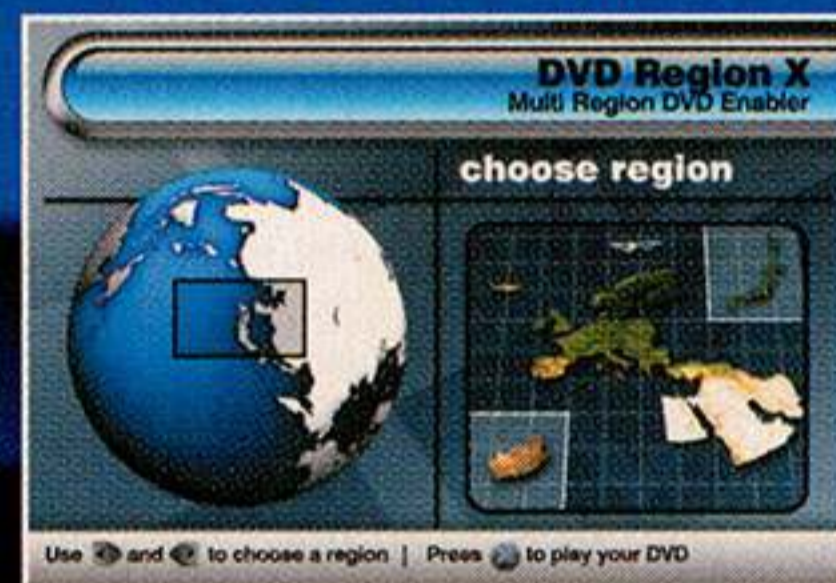 DVD Region X
Multi Region DVD Enabler
choose region
Use and to choose a region | Press to play your DVD